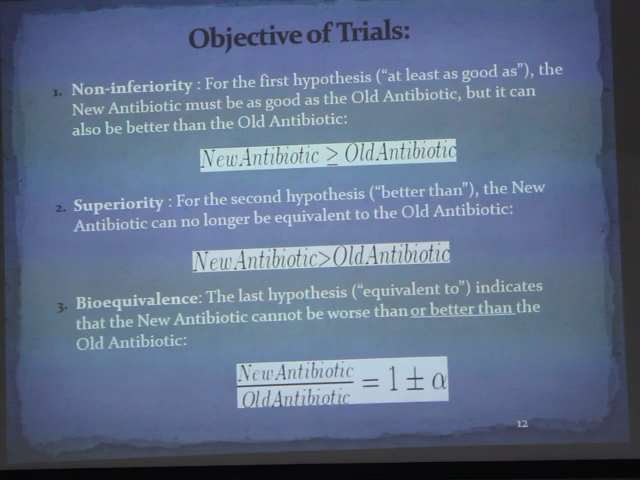 Objective of Trials:
1. Non-inferiority : For the first hypothesis ("at least as good as"), the
New Antibiotic must be as good as the Old Antibiotic, but it can
also be better than the Old Antibiotic:
NewAntibiotic ≥ OldAntibiotic
2. Superiority : For the second hypothesis ("better than"), the New
Antibiotic can no longer be equivalent to the Old Antibiotic:
NewAntibiotic>OldAntibiotic
3. Bioequivalence: The last hypothesis ("equivalent to") indicates
that the New Antibiotic cannot be worse than or better than the
Old Antibiotic:
NewAntibiotic
OldAntibiotic
= 1 ± α
12